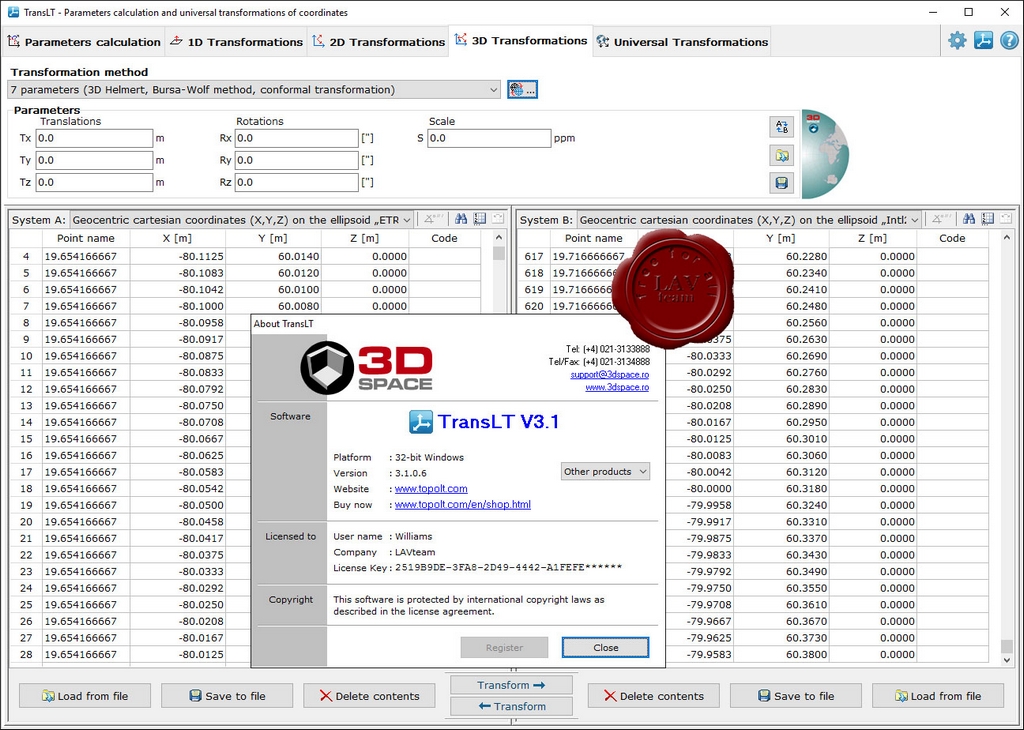 TransLT - Parameters calculation and universal transformations of coordinates
Parameters calculation 1D Transformations 2D Transformations 3D Transformations Universal Transformations
Transformation method
7 parameters (3D Helmert, Bursa-Wolf method, conformal transformation) ...
Parameters
Translations Rotations Scale
Tx 0.0 m Rx 0.0 ["] S 0.0 ppm
Ty 0.0 m Ry 0.0 ["]
Tz 0.0 m Rz 0.0 ["]
3D
System A: Geocentric cartesian coordinates (X,Y,Z) on the ellipsoid „ETR
System B: Geocentric cartesian coordinates (X,Y,Z) on the ellipsoid „Intl
Point name X [m] Y [m] Z [m] Code
4 19.654166667 -80.1125 60.0140 0.0000
5 19.654166667 -80.1083 60.0120 0.0000
6 19.654166667 -80.1042 60.0100 0.0000
7 19.654166667 -80.1000 60.0080 0.0000
8 19.654166667 -80.0958
9 19.654166667 -80.0917
10 19.654166667 -80.0875
11 19.654166667 -80.0833
12 19.654166667 -80.0792
13 19.654166667 -80.0750
14 19.654166667 -80.0708
15 19.654166667 -80.0667
16 19.654166667 -80.0625
17 19.654166667 -80.0583
18 19.654166667 -80.0542
19 19.654166667 -80.0500
20 19.654166667 -80.0458
21 19.654166667 -80.0417
22 19.654166667 -80.0375
23 19.654166667 -80.0333
24 19.654166667 -80.0292
25 19.654166667 -80.0250
26 19.654166667 -80.0208
27 19.654166667 -80.0167
28 19.654166667 -80.0125
Point name Y [m] Z [m] Code
617 19.716666667 60.2280 0.0000
618 60.2340 0.0000
619 60.2410 0.0000
620 60.2480 0.0000
60.2560 0.0000
60.2630 0.0000
-80.0333 60.2690 0.0000
-80.0292 60.2760 0.0000
-80.0250 60.2830 0.0000
-80.0208 60.2890 0.0000
-80.0167 60.2950 0.0000
-80.0125 60.3010 0.0000
-80.0083 60.3060 0.0000
-80.0042 60.3120 0.0000
-80.0000 60.3180 0.0000
-79.9958 60.3240 0.0000
-79.9917 60.3310 0.0000
-79.9875 60.3370 0.0000
-79.9833 60.3430 0.0000
-79.9792 60.3490 0.0000
-79.9750 60.3550 0.0000
-79.9708 60.3610 0.0000
-79.9667 60.3670 0.0000
-79.9625 60.3730 0.0000
-79.9583 60.3800 0.0000
LAV
team
About TransLT
3D
SPACE
Tel: (+4) 021-3133888
Tel/Fax: (+4) 021-3134888
support@3dspace.ro
www.3dspace.ro
Software
TransLT V3.1
Platform : 32-bit Windows
Version : 3.1.0.6
Other products
Website : www.topolt.com
Buy now : www.topolt.com/en/shop.html
Licensed to
User name : Williams
Company : LAVteam
License Key : 2519B9DE-3FA8-2D49-4442-A1FEFE******
Copyright
This software is protected by international copyright laws as
described in the license agreement.
Register Close
Load from file Save to file Delete contents Transform → Delete contents Save to file Load from file
← Transform